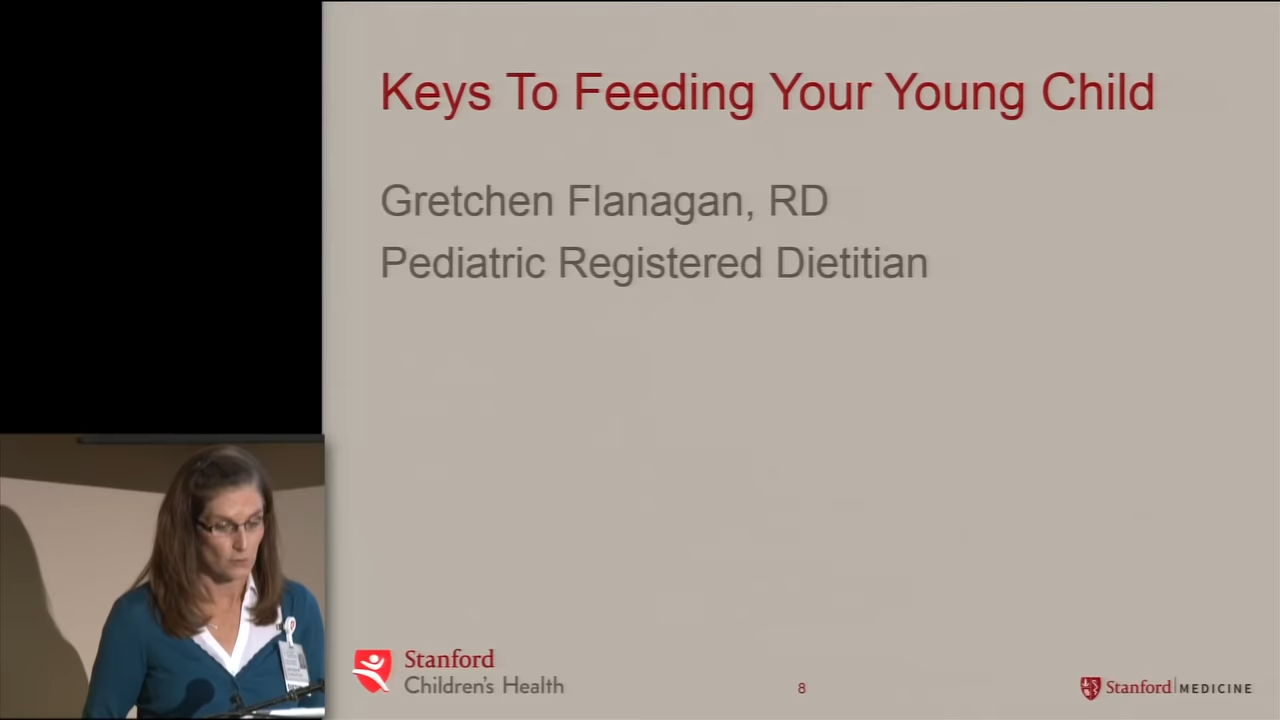 Keys To Feeding Your Young Child
Gretchen Flanagan, RD
Pediatric Registered Dietitian
Stanford
Children's Health
8
Stanford MEDICINE